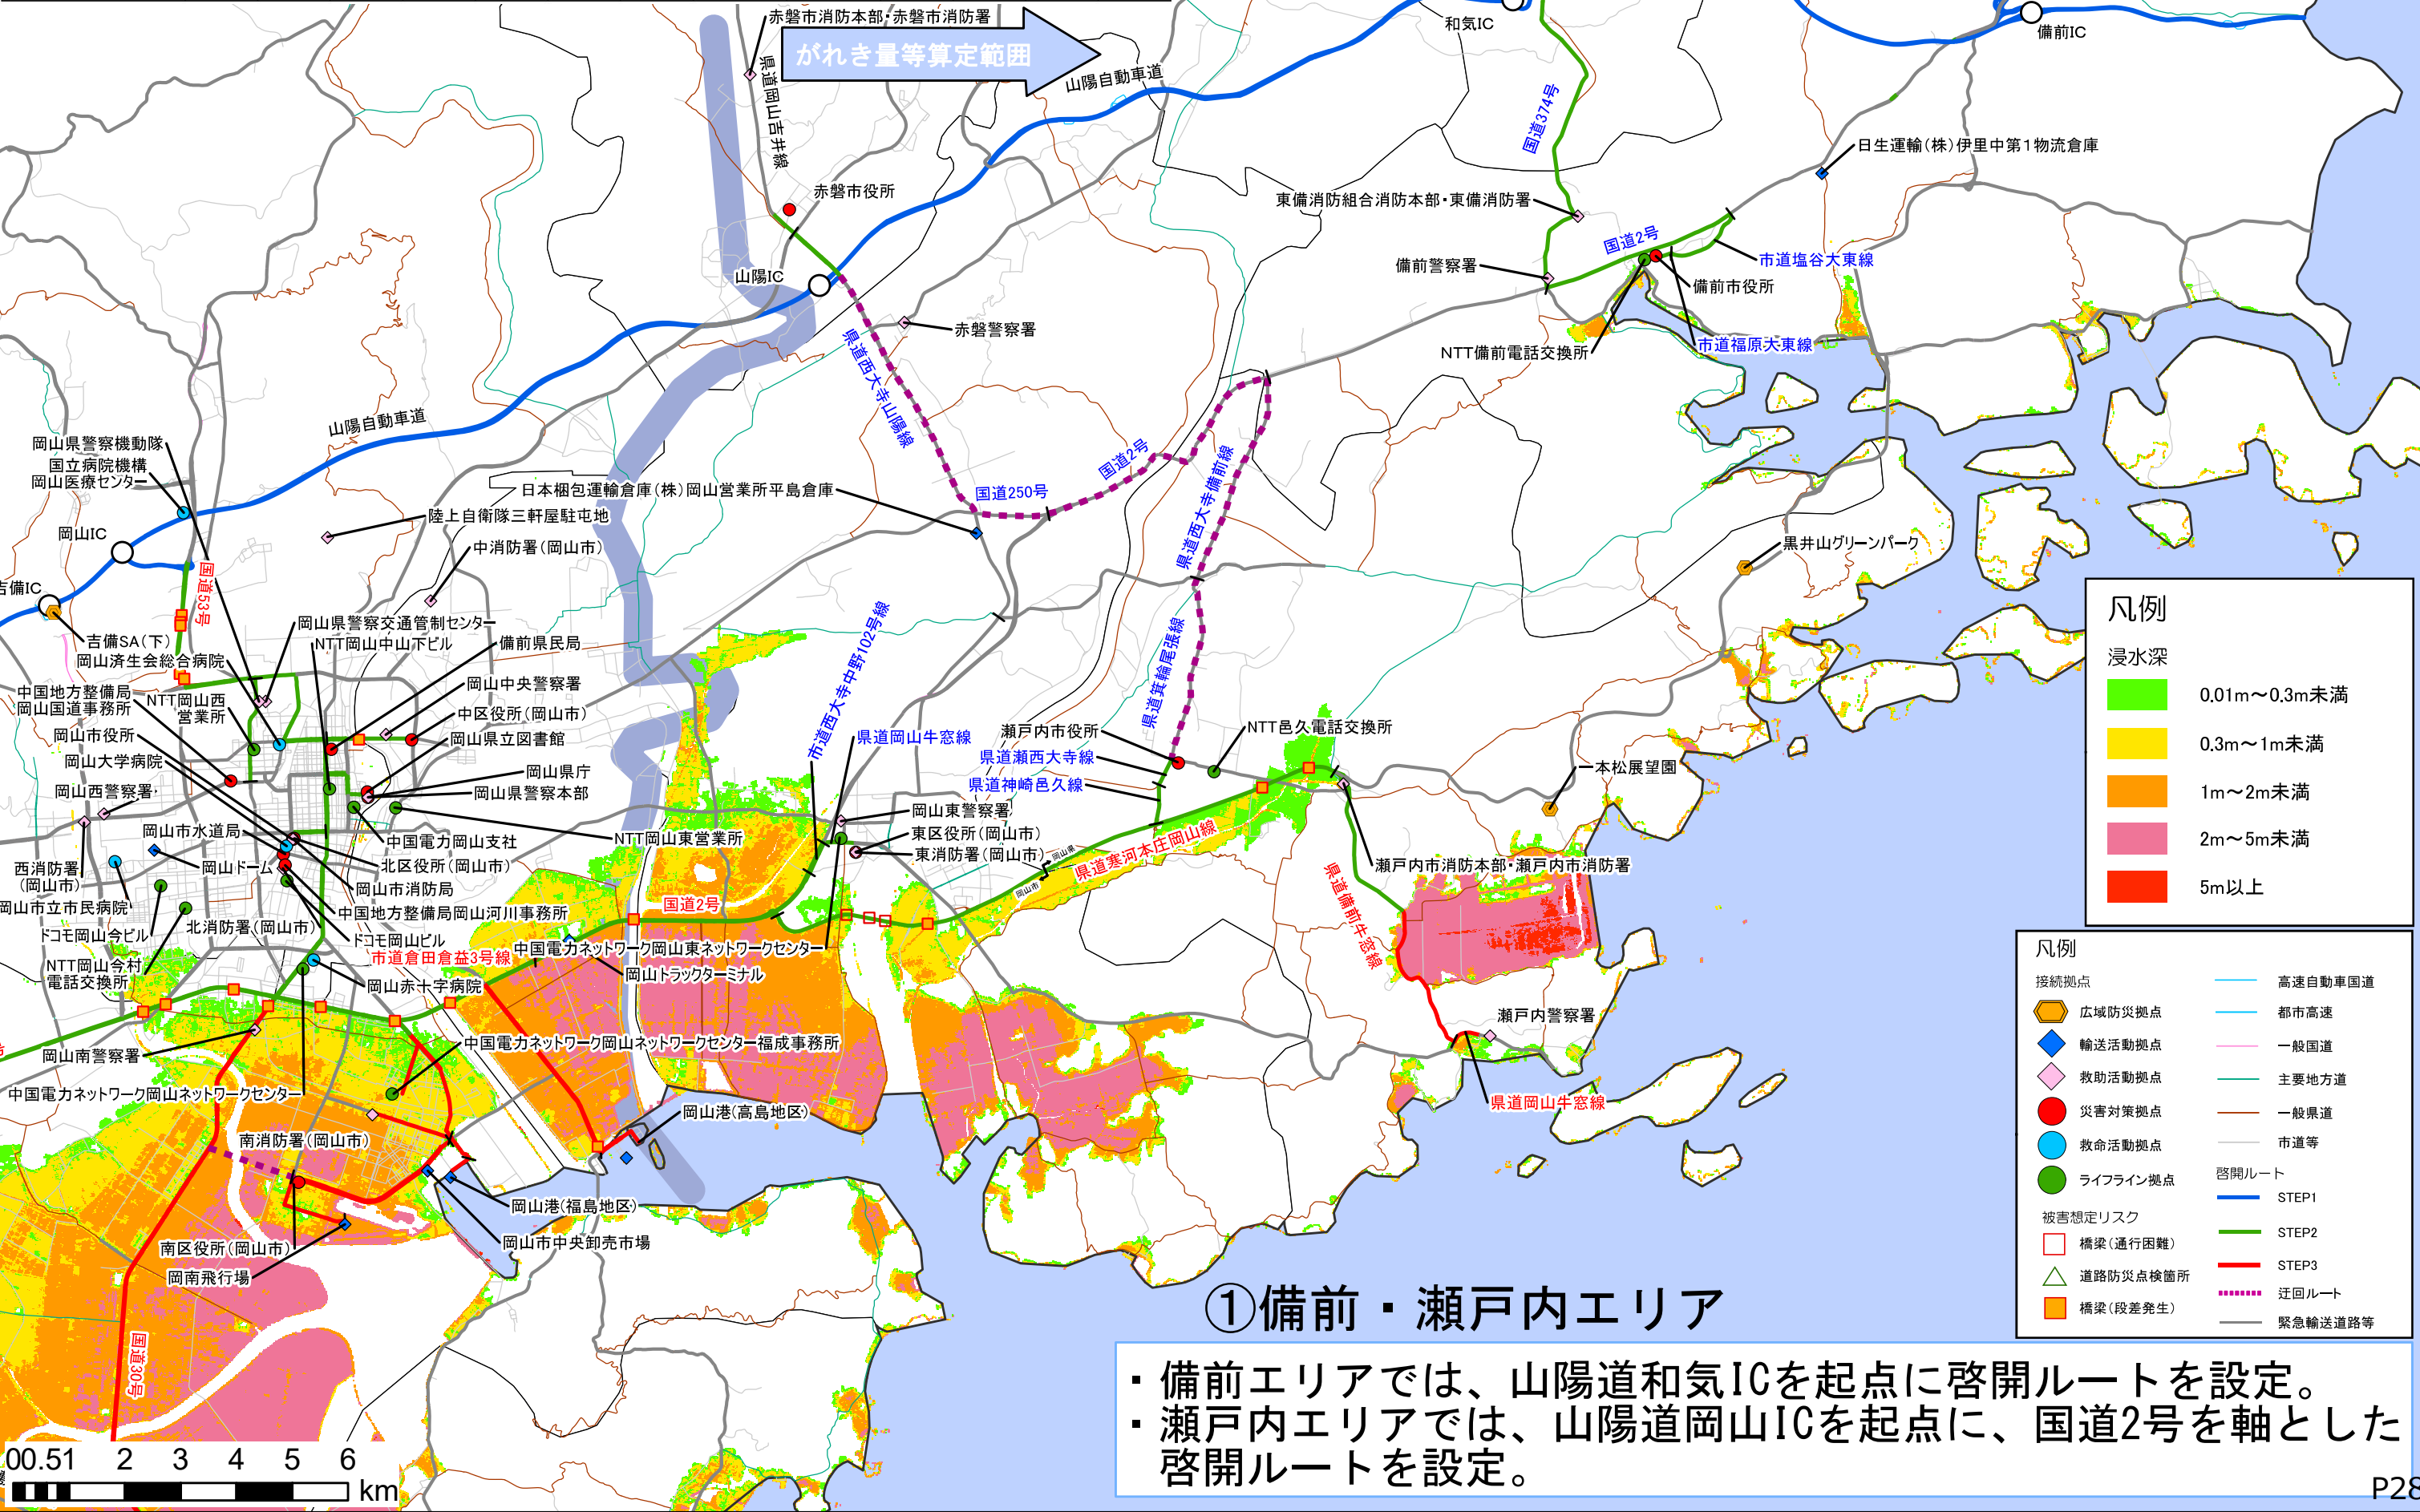 赤磐市消防本部・赤磐市消防署
がれき量等算定範囲
県道岡山吉井線
山陽自動車道
和気IC
備前IC
国道374号
日生運輸(株)伊里中第1物流倉庫
赤磐市役所
東備消防組合消防本部・東備消防署
国道2号
山陽IC
備前警察署
市道塩谷大東線
備前市役所
赤磐警察署
県道西大寺山陽線
NTT備前電話交換所
市道福原大東線
山陽自動車道
岡山県警察機動隊
国立病院機構
岡山医療センター
国道2号
県道西大寺備前線
日本梱包運輸倉庫(株)岡山営業所平島倉庫
国道250号
陸上自衛隊三軒屋駐屯地
岡山IC
中消防署(岡山市)
黒井山グリーンパーク
吉備IC
国道53号
吉備SA(下)
岡山県警察交通管制センター
NTT岡山中山下ビル
備前県民局
岡山済生会総合病院
市道西大寺中野102号線
県道箕輪尾張線
中国地方整備局
岡山国道事務所
NTT岡山西
営業所
岡山中央警察署
中区役所(岡山市)
岡山市役所
岡山県立図書館
県道岡山牛窓線
瀬戸内市役所
NTT邑久電話交換所
岡山大学病院
県道瀬西大寺線
岡山県庁
県道神崎邑久線
一本松展望園
岡山西警察署
岡山県警察本部
岡山東警察署
岡山市水道局
中国電力岡山支社
NTT岡山東営業所
東区役所(岡山市)
東消防署(岡山市)
岡山県
岡山市
県道寒河本庄岡山線
西消防署
(岡山市)
岡山ドーム
北区役所(岡山市)
瀬戸内市消防本部・瀬戸内市消防署
岡山市消防局
県道備前牛窓線
岡山市立市民病院
国道2号
中国地方整備局岡山河川事務所
北消防署(岡山市)
ドコモ岡山今ビル
ドコモ岡山ビル
中国電力ネットワーク岡山東ネットワークセンター
市道倉田倉益3号線
NTT岡山今村
電話交換所
岡山トラックターミナル
岡山赤十字病院
瀬戸内警察署
中国電力ネットワーク岡山ネットワークセンター福成事務所
岡山南警察署
中国電力ネットワーク岡山ネットワークセンター
岡山港(高島地区)
県道岡山牛窓線
南消防署(岡山市)
岡山港(福島地区)
岡山市中央卸売市場
南区役所(岡山市)
岡南飛行場
国道30号
凡例
浸水深
0.01m～0.3m未満
0.3m～1m未満
1m～2m未満
2m～5m未満
5m以上
凡例
接続拠点
広域防災拠点
輸送活動拠点
救助活動拠点
災害対策拠点
救命活動拠点
ライフライン拠点
被害想定リスク
橋梁(通行困難)
道路防災点検箇所
橋梁(段差発生)
高速自動車国道
都市高速
一般国道
主要地方道
一般県道
市道等
啓開ルート
STEP1
STEP2
STEP3
迂回ルート
緊急輸送道路等
①備前・瀬戸内エリア
・備前エリアでは、山陽道和気ICを起点に啓開ルートを設定。
・瀬戸内エリアでは、山陽道岡山ICを起点に、国道2号を軸とした
啓開ルートを設定。
00.51 2 3 4 5 6
km
P28